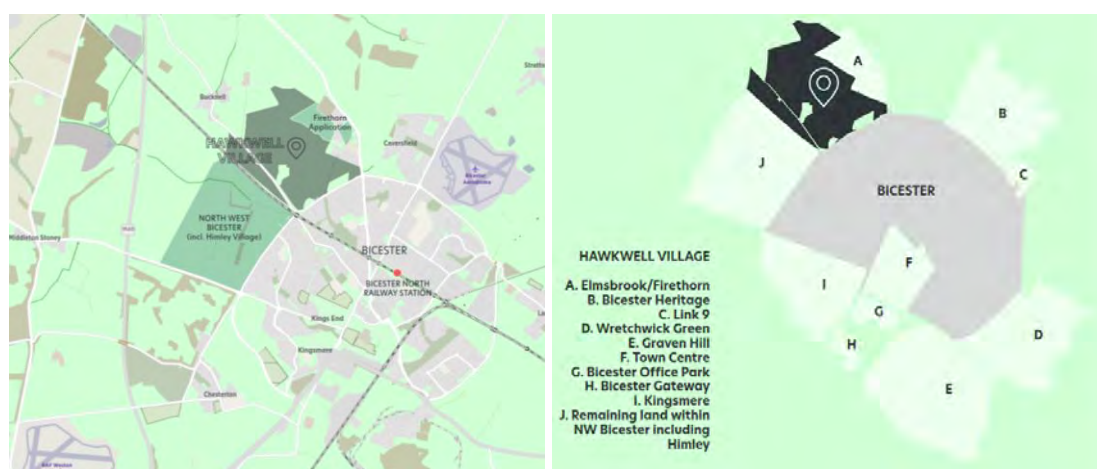 Bucknell
Firethorn
Application
HAWKWELL
VILLAGE
Caversfield
Bicester
Aerodrome
NORTH WEST
BICESTER
(incl. Himley Village)
Middleton Stoney
BICESTER
BICESTER NORTH
RAILWAY STATION
Kings End
Kingsmere
Chesterton
A
B
J
C
BICESTER
HAWKWELL VILLAGE
F
I
A. Elmsbrook/Firethorn
B. Bicester Heritage
C. Link 9
G
D. Wretchwick Green
D
E. Graven Hill
H
F. Town Centre
G. Bicester Office Park
E
H. Bicester Gateway
I. Kingsmere
J. Remaining land within
NW Bicester including
Himley